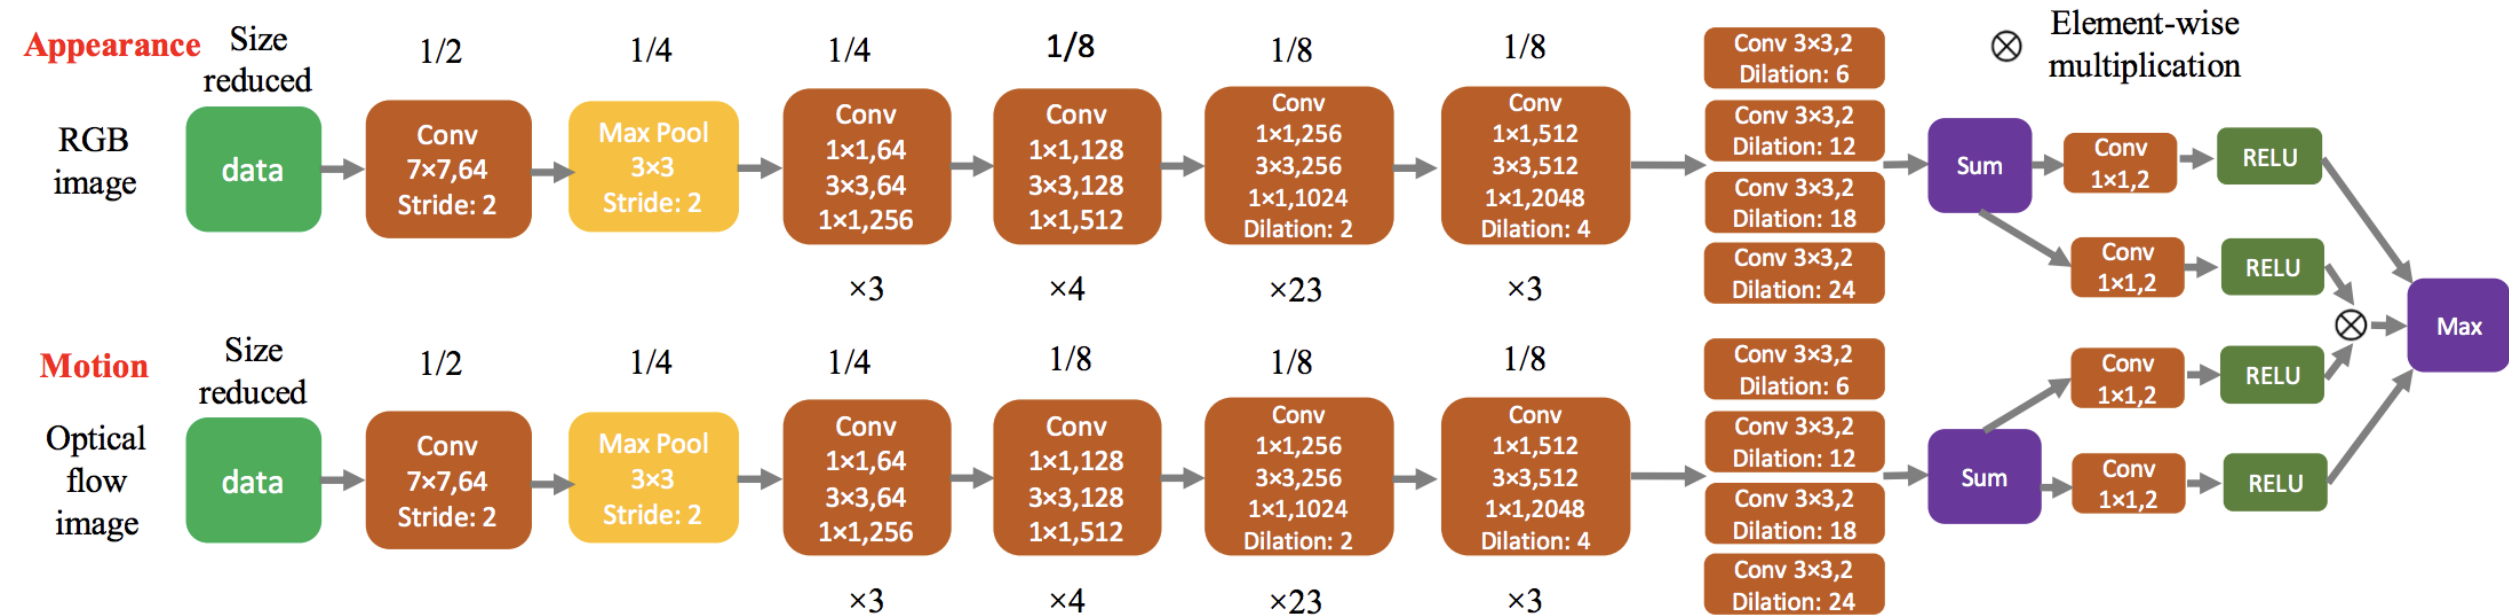 Appearance
Size
reduced
1/2
1/4
1/4
1/8
1/8
1/8
RGB
image
data
Conv
7×7,64
Stride: 2
Max Pool
3×3
Stride: 2
Conv
1×1,64
3×3,64
1×1,256
×3
Conv
1×1,128
3×3,128
1×1,512
×4
Conv
1×1,256
3×3,256
1×1,1024
Dilation: 2
×23
Conv
1×1,512
3×3,512
1×1,2048
Dilation: 4
×3
Conv 3×3,2
Dilation: 6
Conv 3×3,2
Dilation: 12
Conv 3×3,2
Dilation: 18
Conv 3×3,2
Dilation: 24
Sum
Conv
1×1,2
RELU
Conv
1×1,2
RELU
Element-wise
multiplication
Max
Motion
Size
reduced
1/2
1/4
1/4
1/8
1/8
1/8
Optical
flow
image
data
Conv
7×7,64
Stride: 2
Max Pool
3×3
Stride: 2
Conv
1×1,64
3×3,64
1×1,256
×3
Conv
1×1,128
3×3,128
1×1,512
×4
Conv
1×1,256
3×3,256
1×1,1024
Dilation: 2
×23
Conv
1×1,512
3×3,512
1×1,2048
Dilation: 4
×3
Conv 3×3,2
Dilation: 6
Conv 3×3,2
Dilation: 12
Conv 3×3,2
Dilation: 18
Conv 3×3,2
Dilation: 24
Sum
Conv
1×1,2
RELU
Conv
1×1,2
RELU